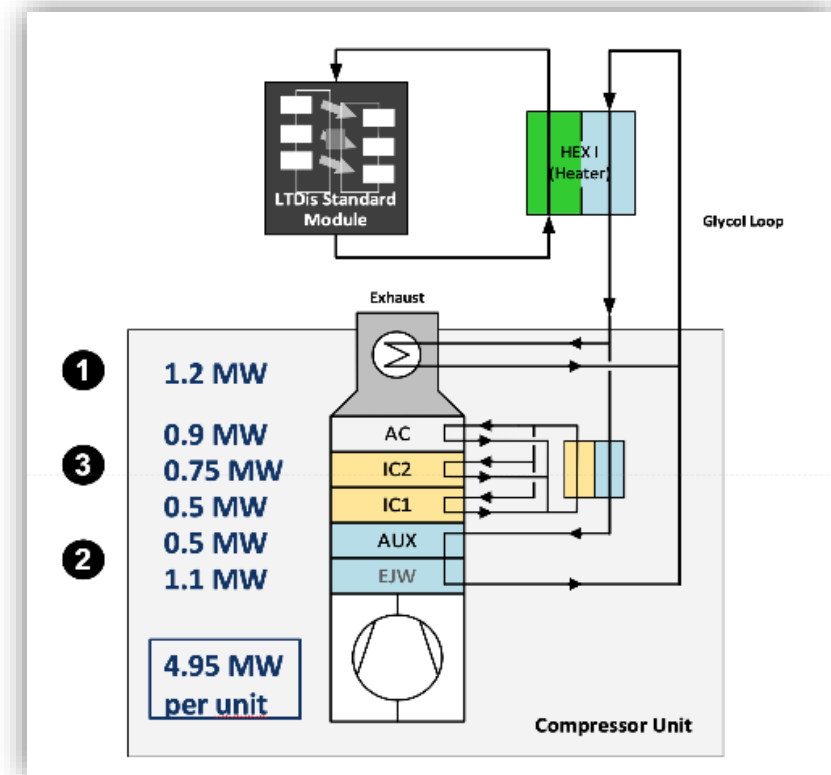 LTDis Standard
Module
HEX I
(Heater)
Glycol Loop
Exhaust
1
1.2 MW
0.9 MW
AC
3
0.75 MW
IC2
0.5 MW
IC1
0.5 MW
AUX
2
1.1 MW
EJW
4.95 MW
per unit
Compressor Unit